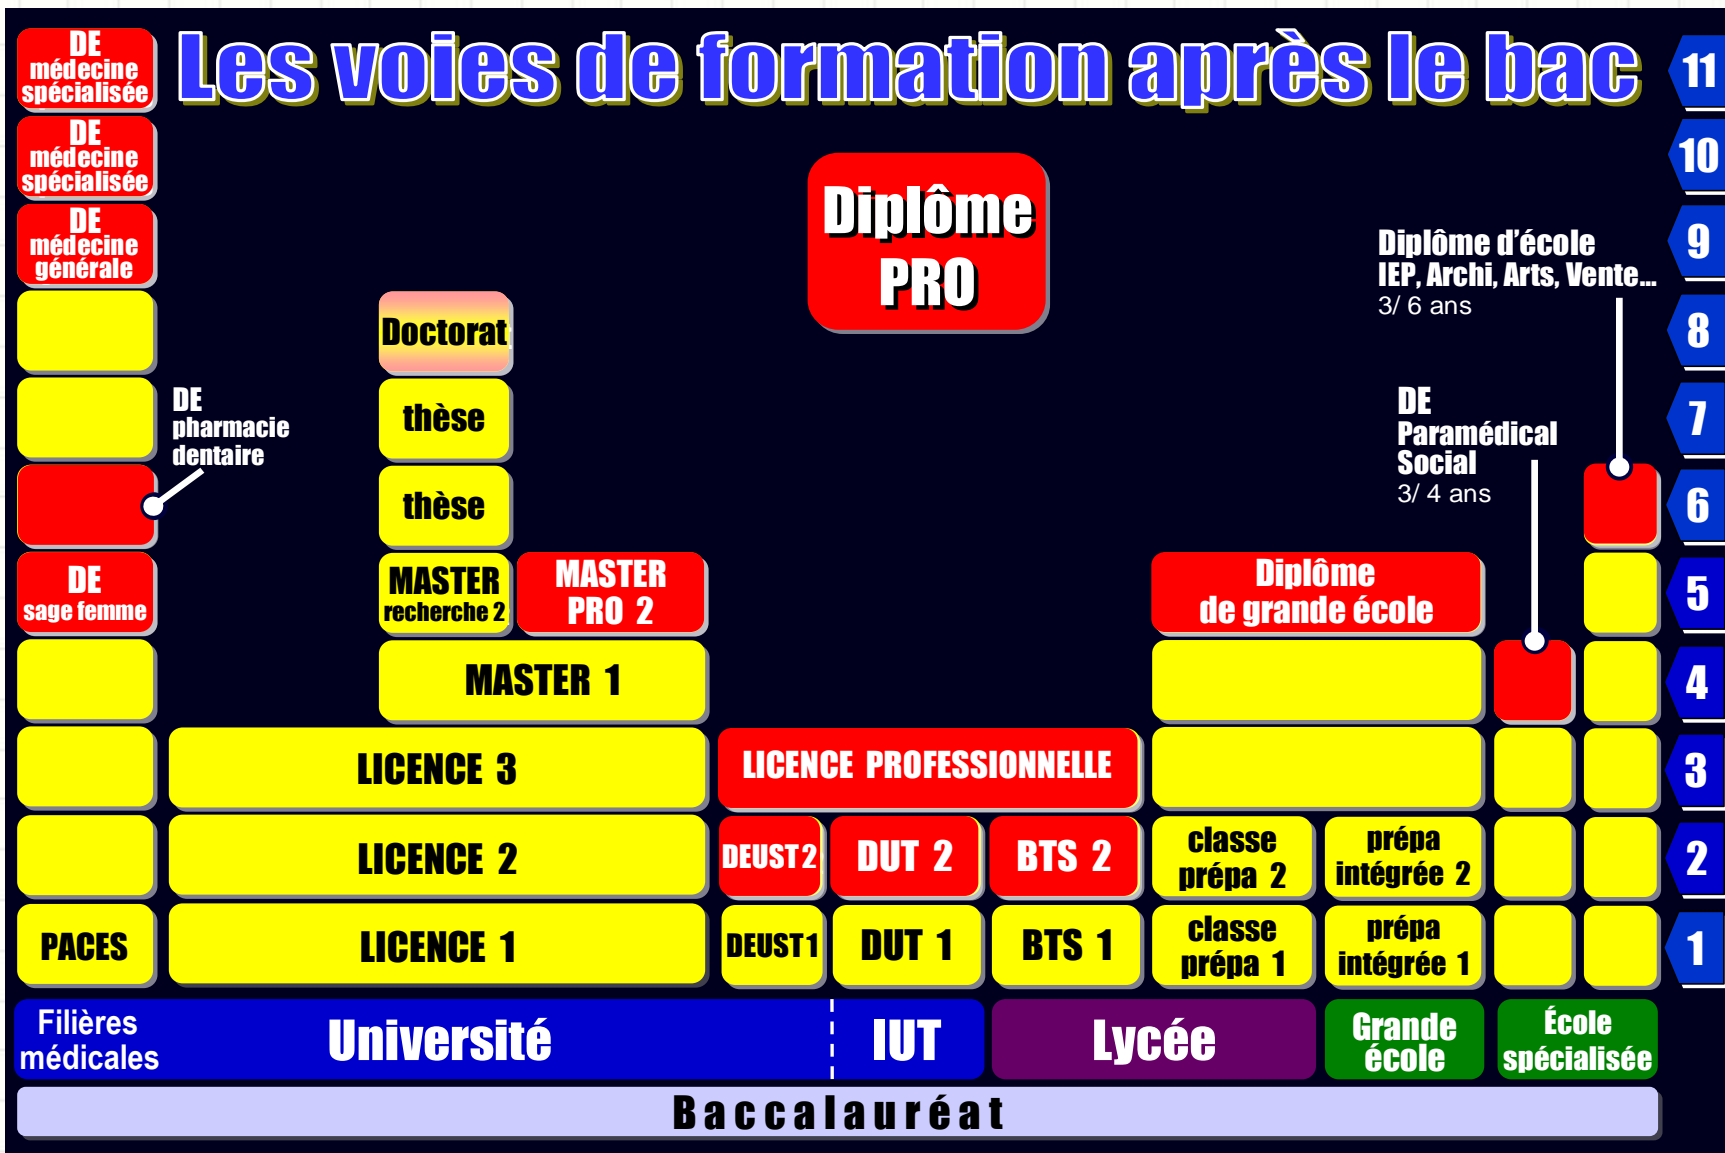 Les voies de formation après le bac
DE
médecine
spécialisée
11
DE
médecine
spécialisée
10
DE
médecine
générale
Diplôme
PRO
Diplôme d'école
IEP, Archi, Arts, Vente...
3/ 6 ans
9
Doctorat
8
DE
pharmacie
dentaire
thèse
DE
Paramédical
Social
3/ 4 ans
7
thèse
6
DE
sage femme
MASTER
recherche 2
MASTER
PRO 2
Diplôme
de grande école
5
MASTER 1
4
LICENCE 3
LICENCE PROFESSIONNELLE
3
LICENCE 2
DEUST 2
DUT 2
BTS 2
classe
prépa 2
prépa
intégrée 2
2
PACES
LICENCE 1
DEUST 1
DUT 1
BTS 1
classe
prépa 1
prépa
intégrée 1
1
Filières
médicales
Université
IUT
Lycée
Grande
école
École
spécialisée
Baccalauréat